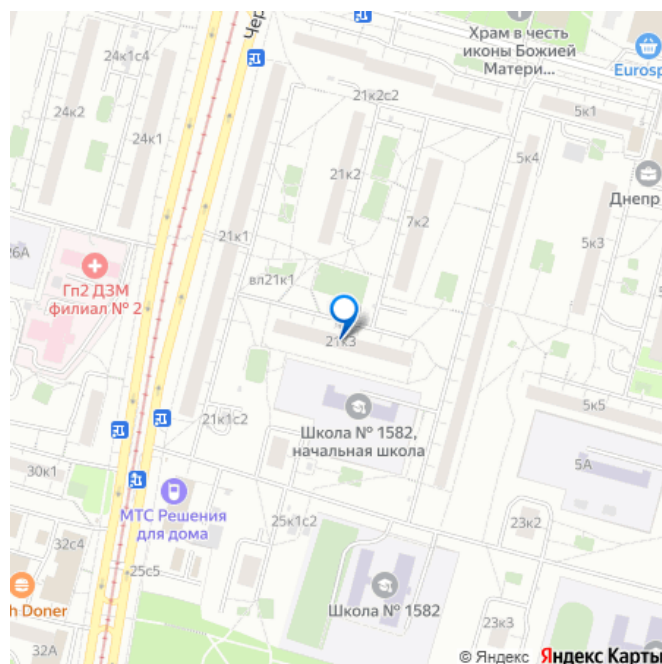 24к1с4
Чер
Храм в честь
иконы Божией
Матери...
Eurosp
24к2
24к1
21к2с2
5к1
5к4
21к2
Днепр
7к2
21к1
5к3
26А
вл21к1
Гп2 ДЗМ
филиал № 2
21к3
21к1с2
5к5
Школа № 1582,
начальная школа
30к1
5А
МТС Решения
для дома
25к1с2
23к2
32с4
25с5
h Doner
Школа № 1582
23к3
32А
© Яндекс Яндекс Карты